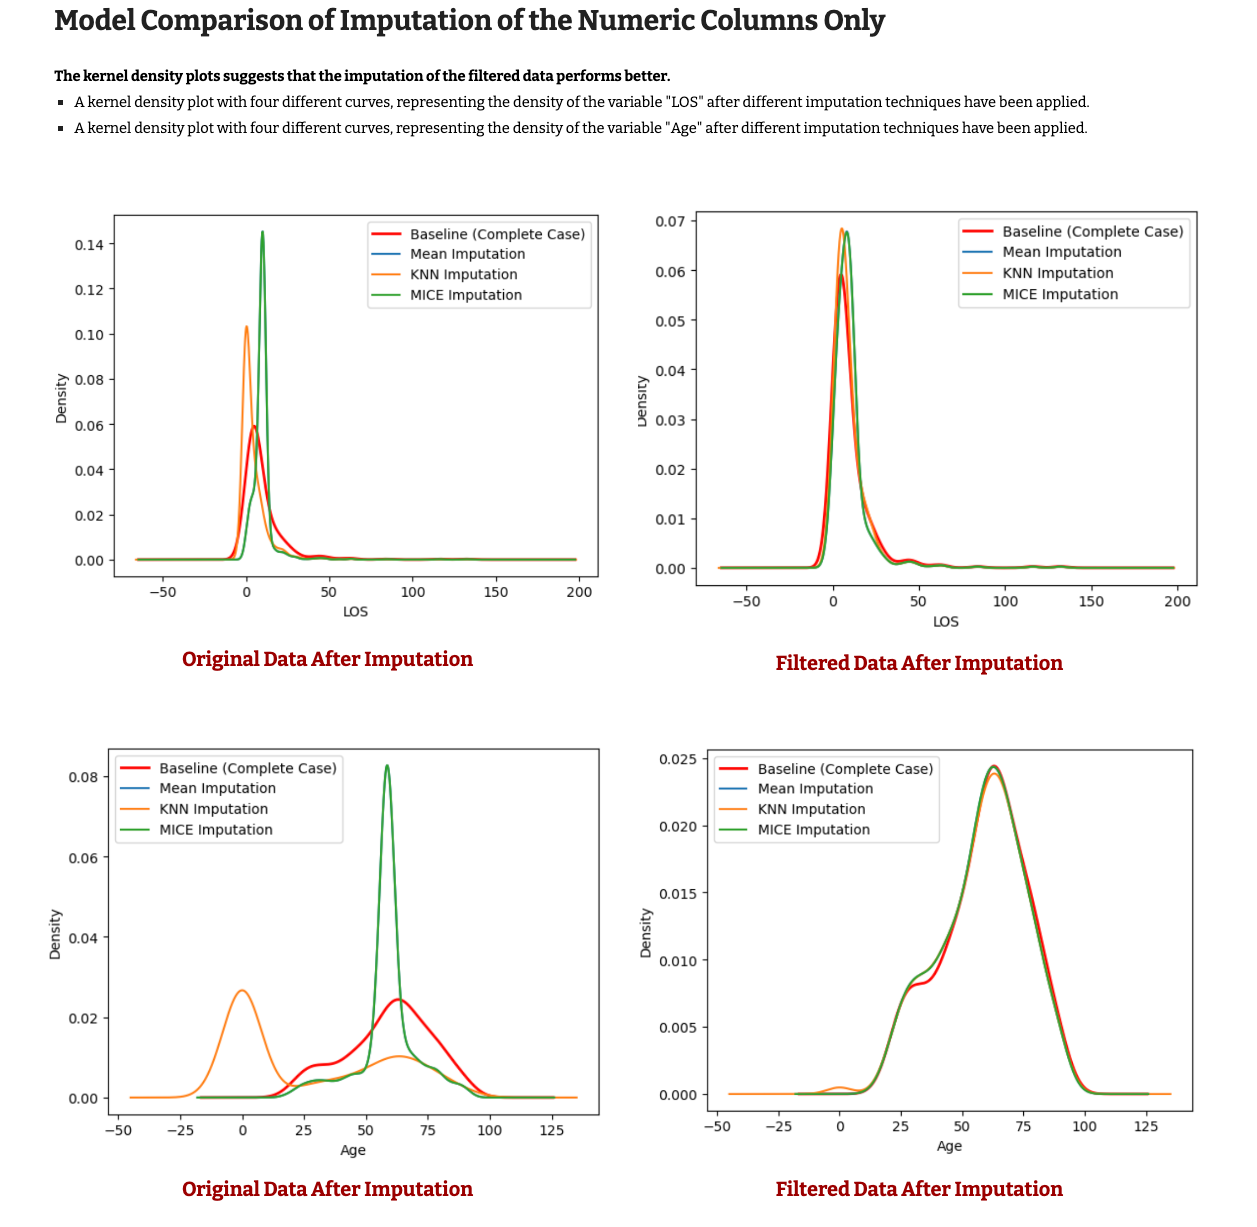 Model Comparison of Imputation of the Numeric Columns Only
The kernel density plots suggests that the imputation of the filtered data performs better.
A kernel density plot with four different curves, representing the density of the variable "LOS" after different imputation techniques have been applied.
A kernel density plot with four different curves, representing the density of the variable "Age" after different imputation techniques have been applied.
Baseline (Complete Case)
Mean Imputation
KNN Imputation
MICE Imputation
0.14
0.12
0.10
0.08
0.06
0.04
0.02
0.00
Density
−50
0
50
100
150
200
LOS
Original Data After Imputation
Baseline (Complete Case)
Mean Imputation
KNN Imputation
MICE Imputation
0.07
0.06
0.05
0.04
0.03
0.02
0.01
0.00
Density
−50
0
50
100
150
200
LOS
Filtered Data After Imputation
Baseline (Complete Case)
Mean Imputation
KNN Imputation
MICE Imputation
0.08
0.06
0.04
0.02
0.00
Density
−50
−25
0
25
50
75
100
125
Age
Original Data After Imputation
Baseline (Complete Case)
Mean Imputation
KNN Imputation
MICE Imputation
0.025
0.020
0.015
0.010
0.005
0.000
Density
−50
−25
0
25
50
75
100
125
Age
Filtered Data After Imputation